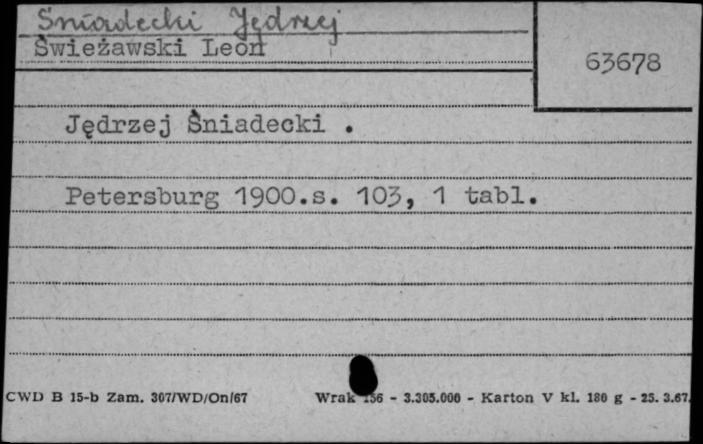 Śniadecki Jędrzej
Świeżawski Leon
63678
Jędrzej Śniadecki .
Petersburg 1900.s. 103, 1 tabl.
CWD B 15-b Zam. 307/WD/On/67 Wrak 156 - 3.305.000 - Karton V kl. 180 g - 25. 3.67.